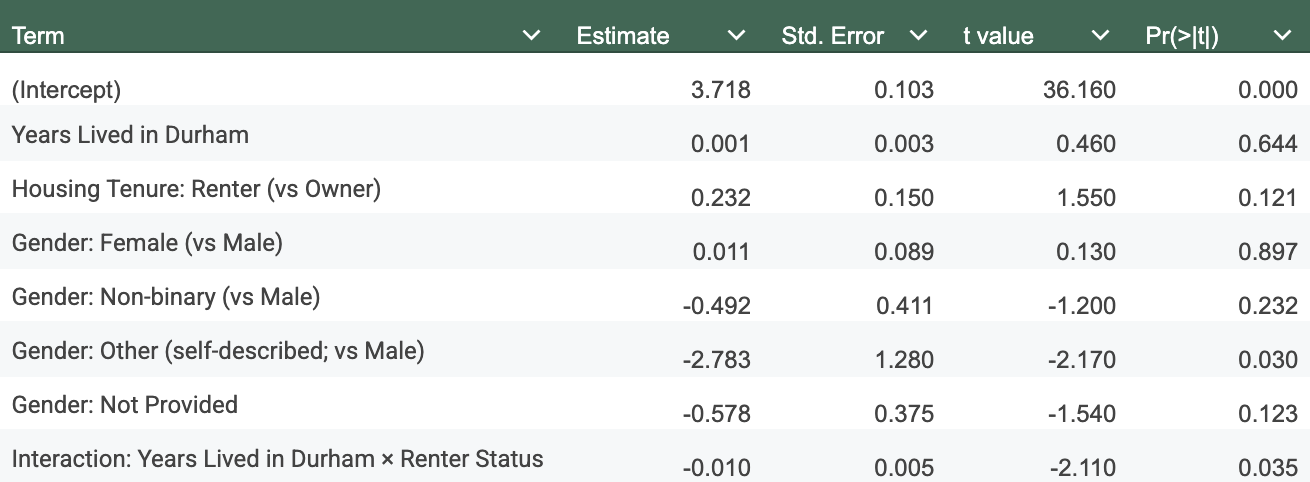 Term Estimate Std. Error t value Pr(>|t|)
(Intercept) 3.718 0.103 36.160 0.000
Years Lived in Durham 0.001 0.003 0.460 0.644
Housing Tenure: Renter (vs Owner) 0.232 0.150 1.550 0.121
Gender: Female (vs Male) 0.011 0.089 0.130 0.897
Gender: Non-binary (vs Male) -0.492 0.411 -1.200 0.232
Gender: Other (self-described; vs Male) -2.783 1.280 -2.170 0.030
Gender: Not Provided -0.578 0.375 -1.540 0.123
Interaction: Years Lived in Durham × Renter Status -0.010 0.005 -2.110 0.035